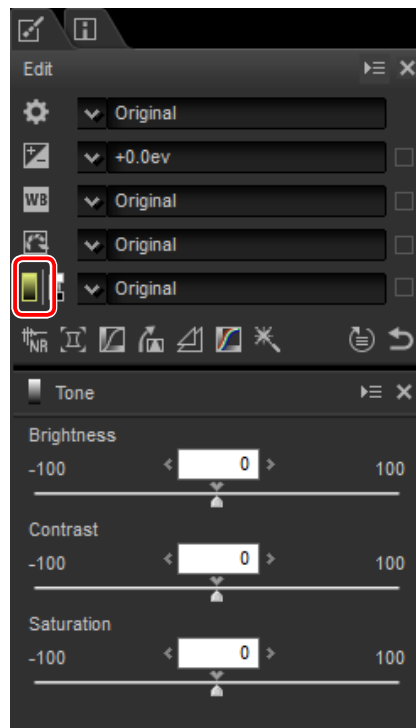 Edit
Original
+0.0ev
WB Original
Original
Original
NR
Tone
Brightness
-100 0 100
Contrast
-100 0 100
Saturation
-100 0 100